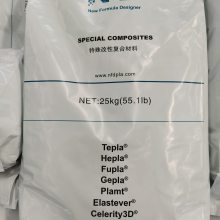 New Formula Designer
SPECIAL COMPOSITES
特殊改性复合材料
www.nfdpla.com
NET:25kg(55.1lb)
Tepla®
Hepla®
Fupla®
Gepla®
Plamt®
Elastever®
Celerity3D®